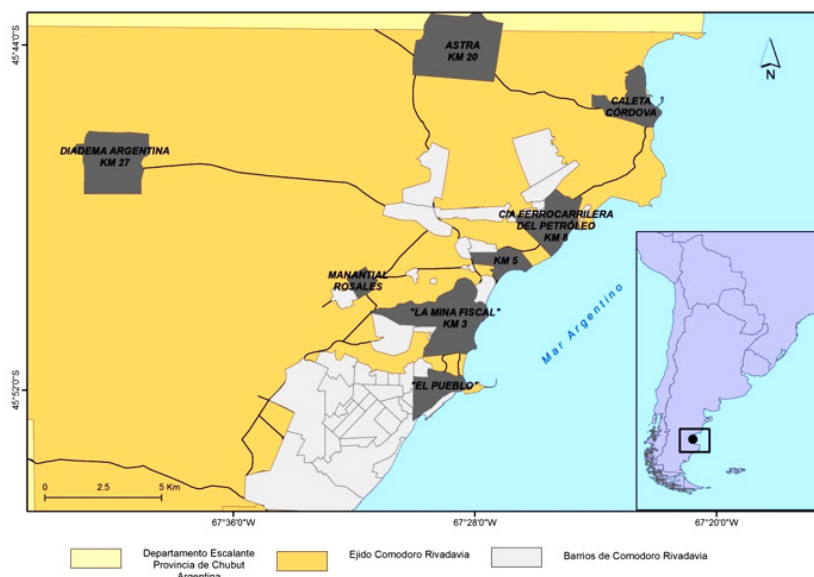 45°44'0"S
ASTRA
KM 20
N
CALETA
CÓRDOVA
DIADEMA ARGENTINA
KM 27
CIA FERROCARRILERA
DEL PETRÓLEO
KM 8
KM 5
MANANTIAL
ROSALES
"LA MINA FISCAL"
KM 3
Mar Argentino
45°52'0"S
"EL PUEBLO"
0 2.5 5 Km
67°36'0"W 67°28'0"W 67°20'0"W
Departamento Escalante
Provincia de Chubut
Argentina
Ejido Comodoro Rivadavia
Barrios de Comodoro Rivadavia